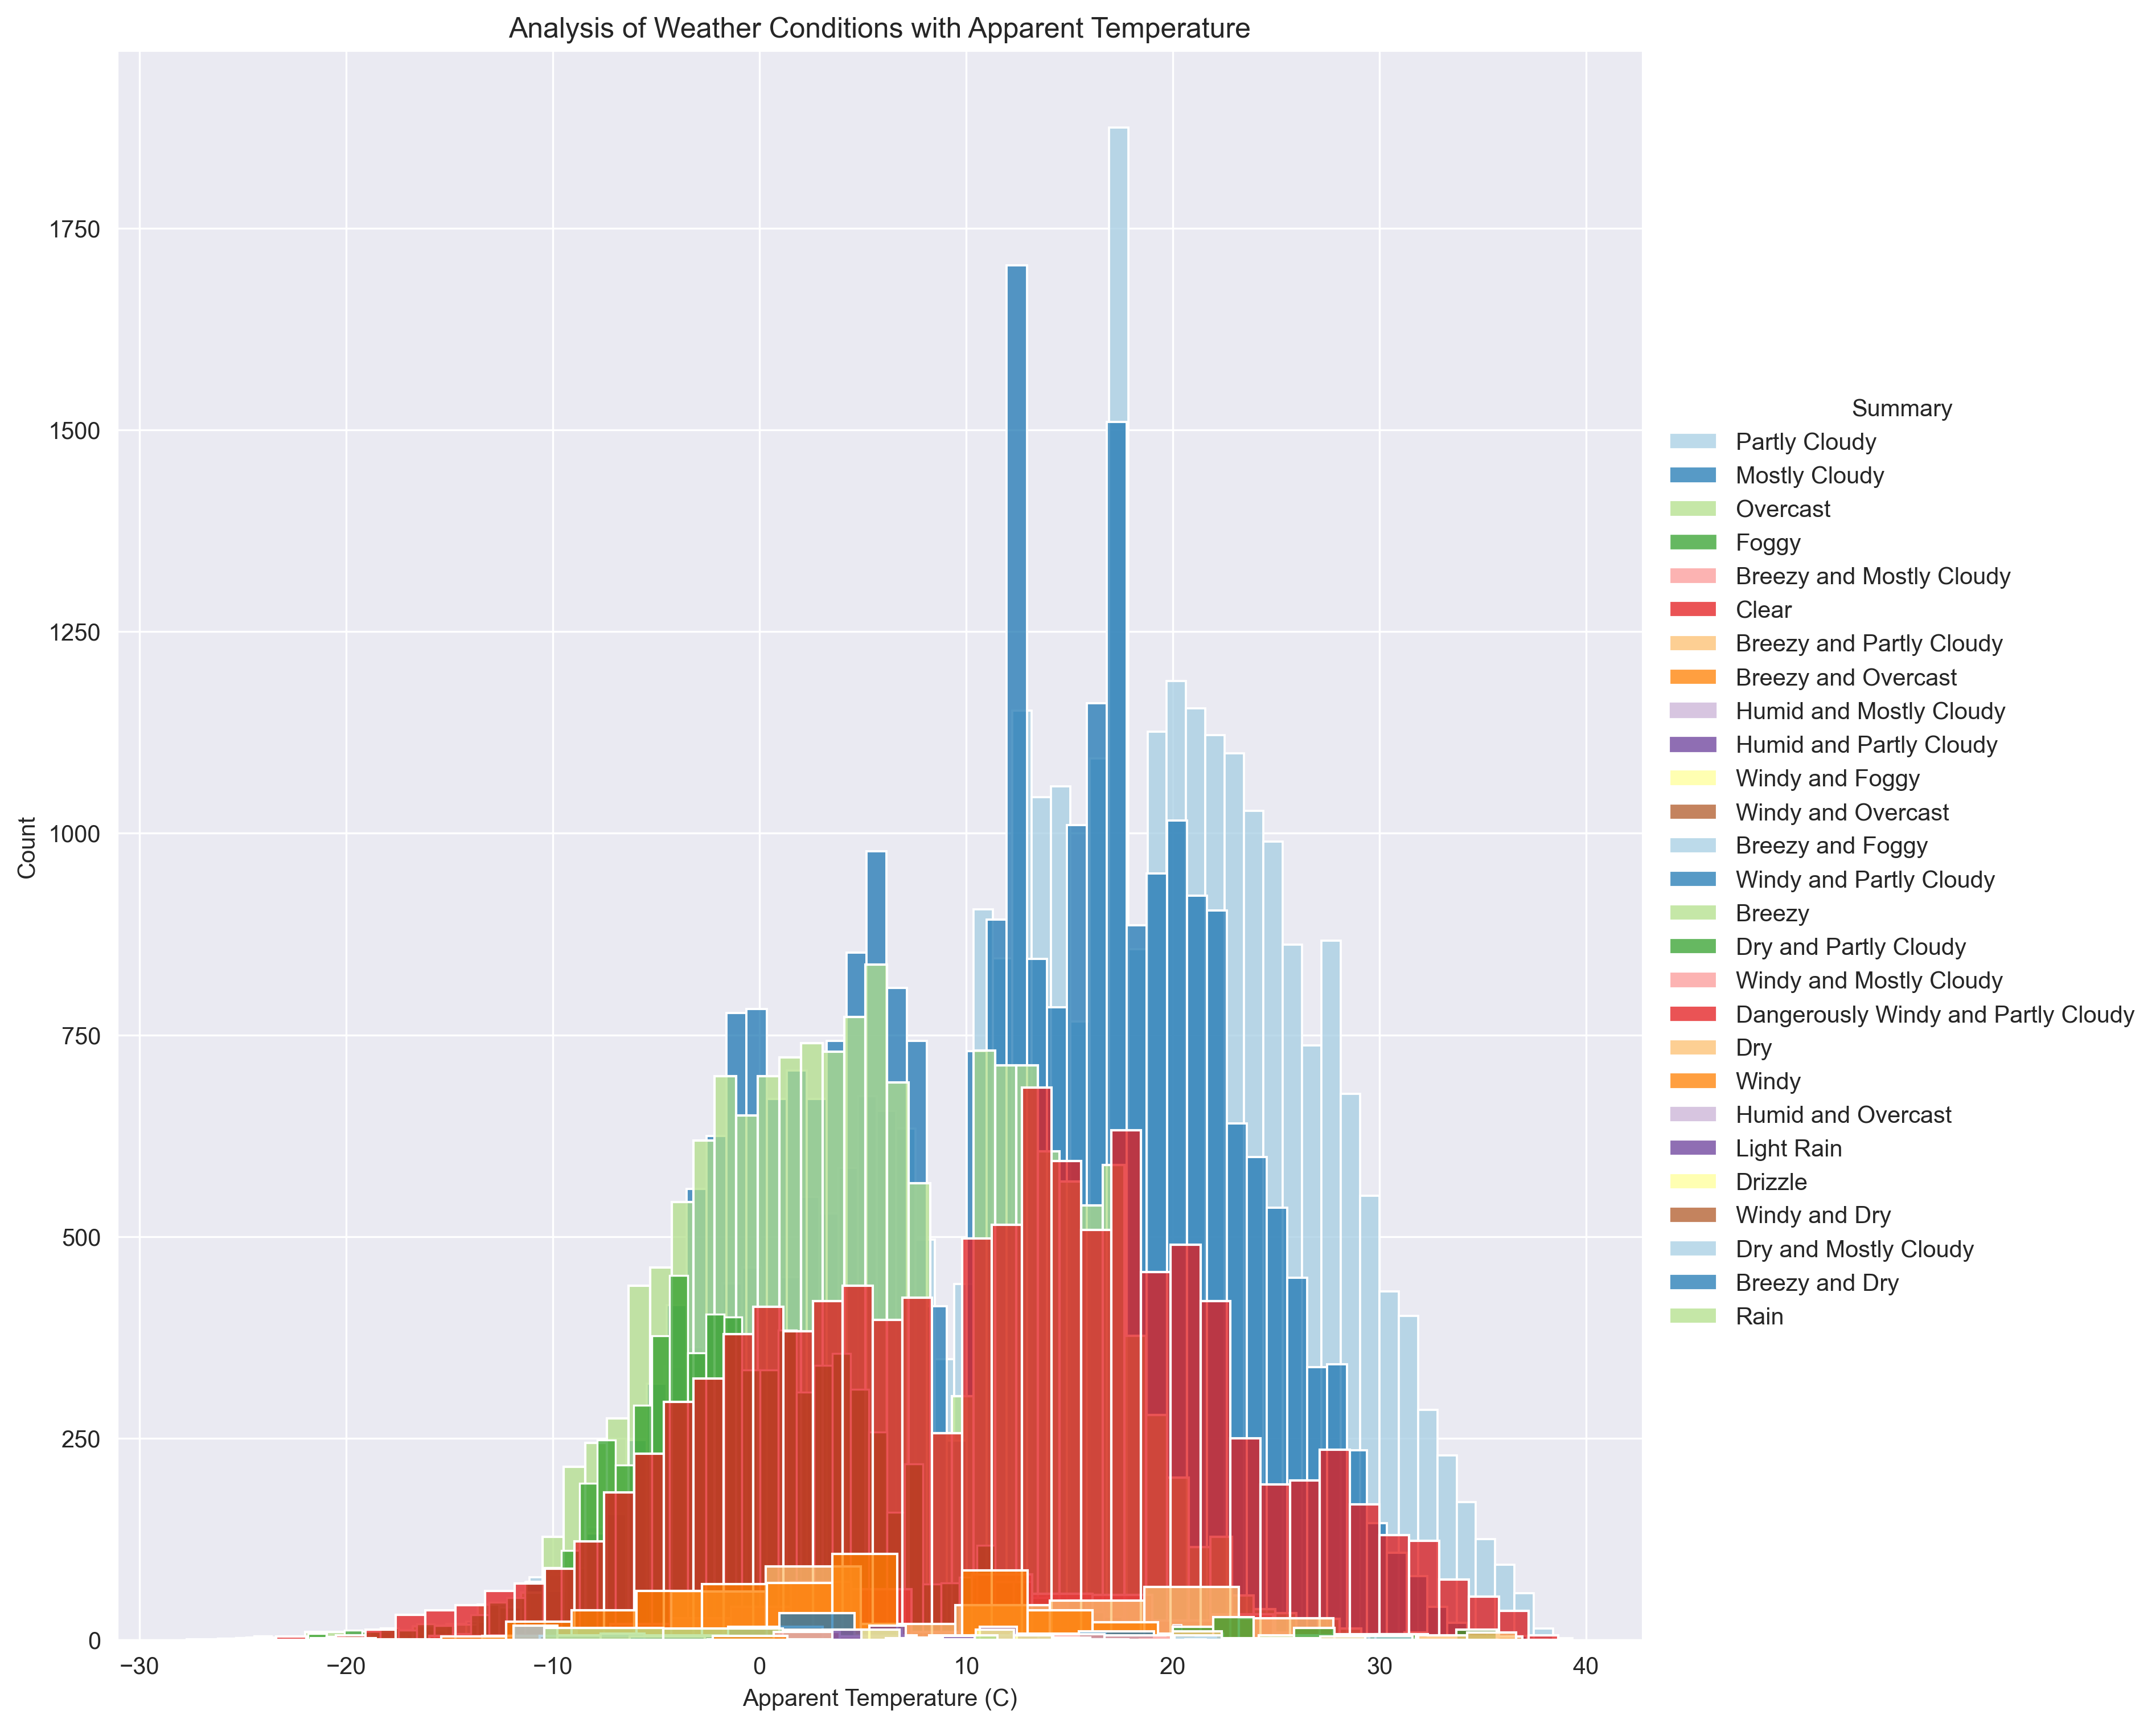 Analysis of Weather Conditions with Apparent Temperature
1750
1500
1250
1000
750
500
250
0
Count
−30
−20
−10
0
10
20
30
40
Apparent Temperature (C)
Summary
Partly Cloudy
Mostly Cloudy
Overcast
Foggy
Breezy and Mostly Cloudy
Clear
Breezy and Partly Cloudy
Breezy and Overcast
Humid and Mostly Cloudy
Humid and Partly Cloudy
Windy and Foggy
Windy and Overcast
Breezy and Foggy
Windy and Partly Cloudy
Breezy
Dry and Partly Cloudy
Windy and Mostly Cloudy
Dangerously Windy and Partly Cloudy
Dry
Windy
Humid and Overcast
Light Rain
Drizzle
Windy and Dry
Dry and Mostly Cloudy
Breezy and Dry
Rain